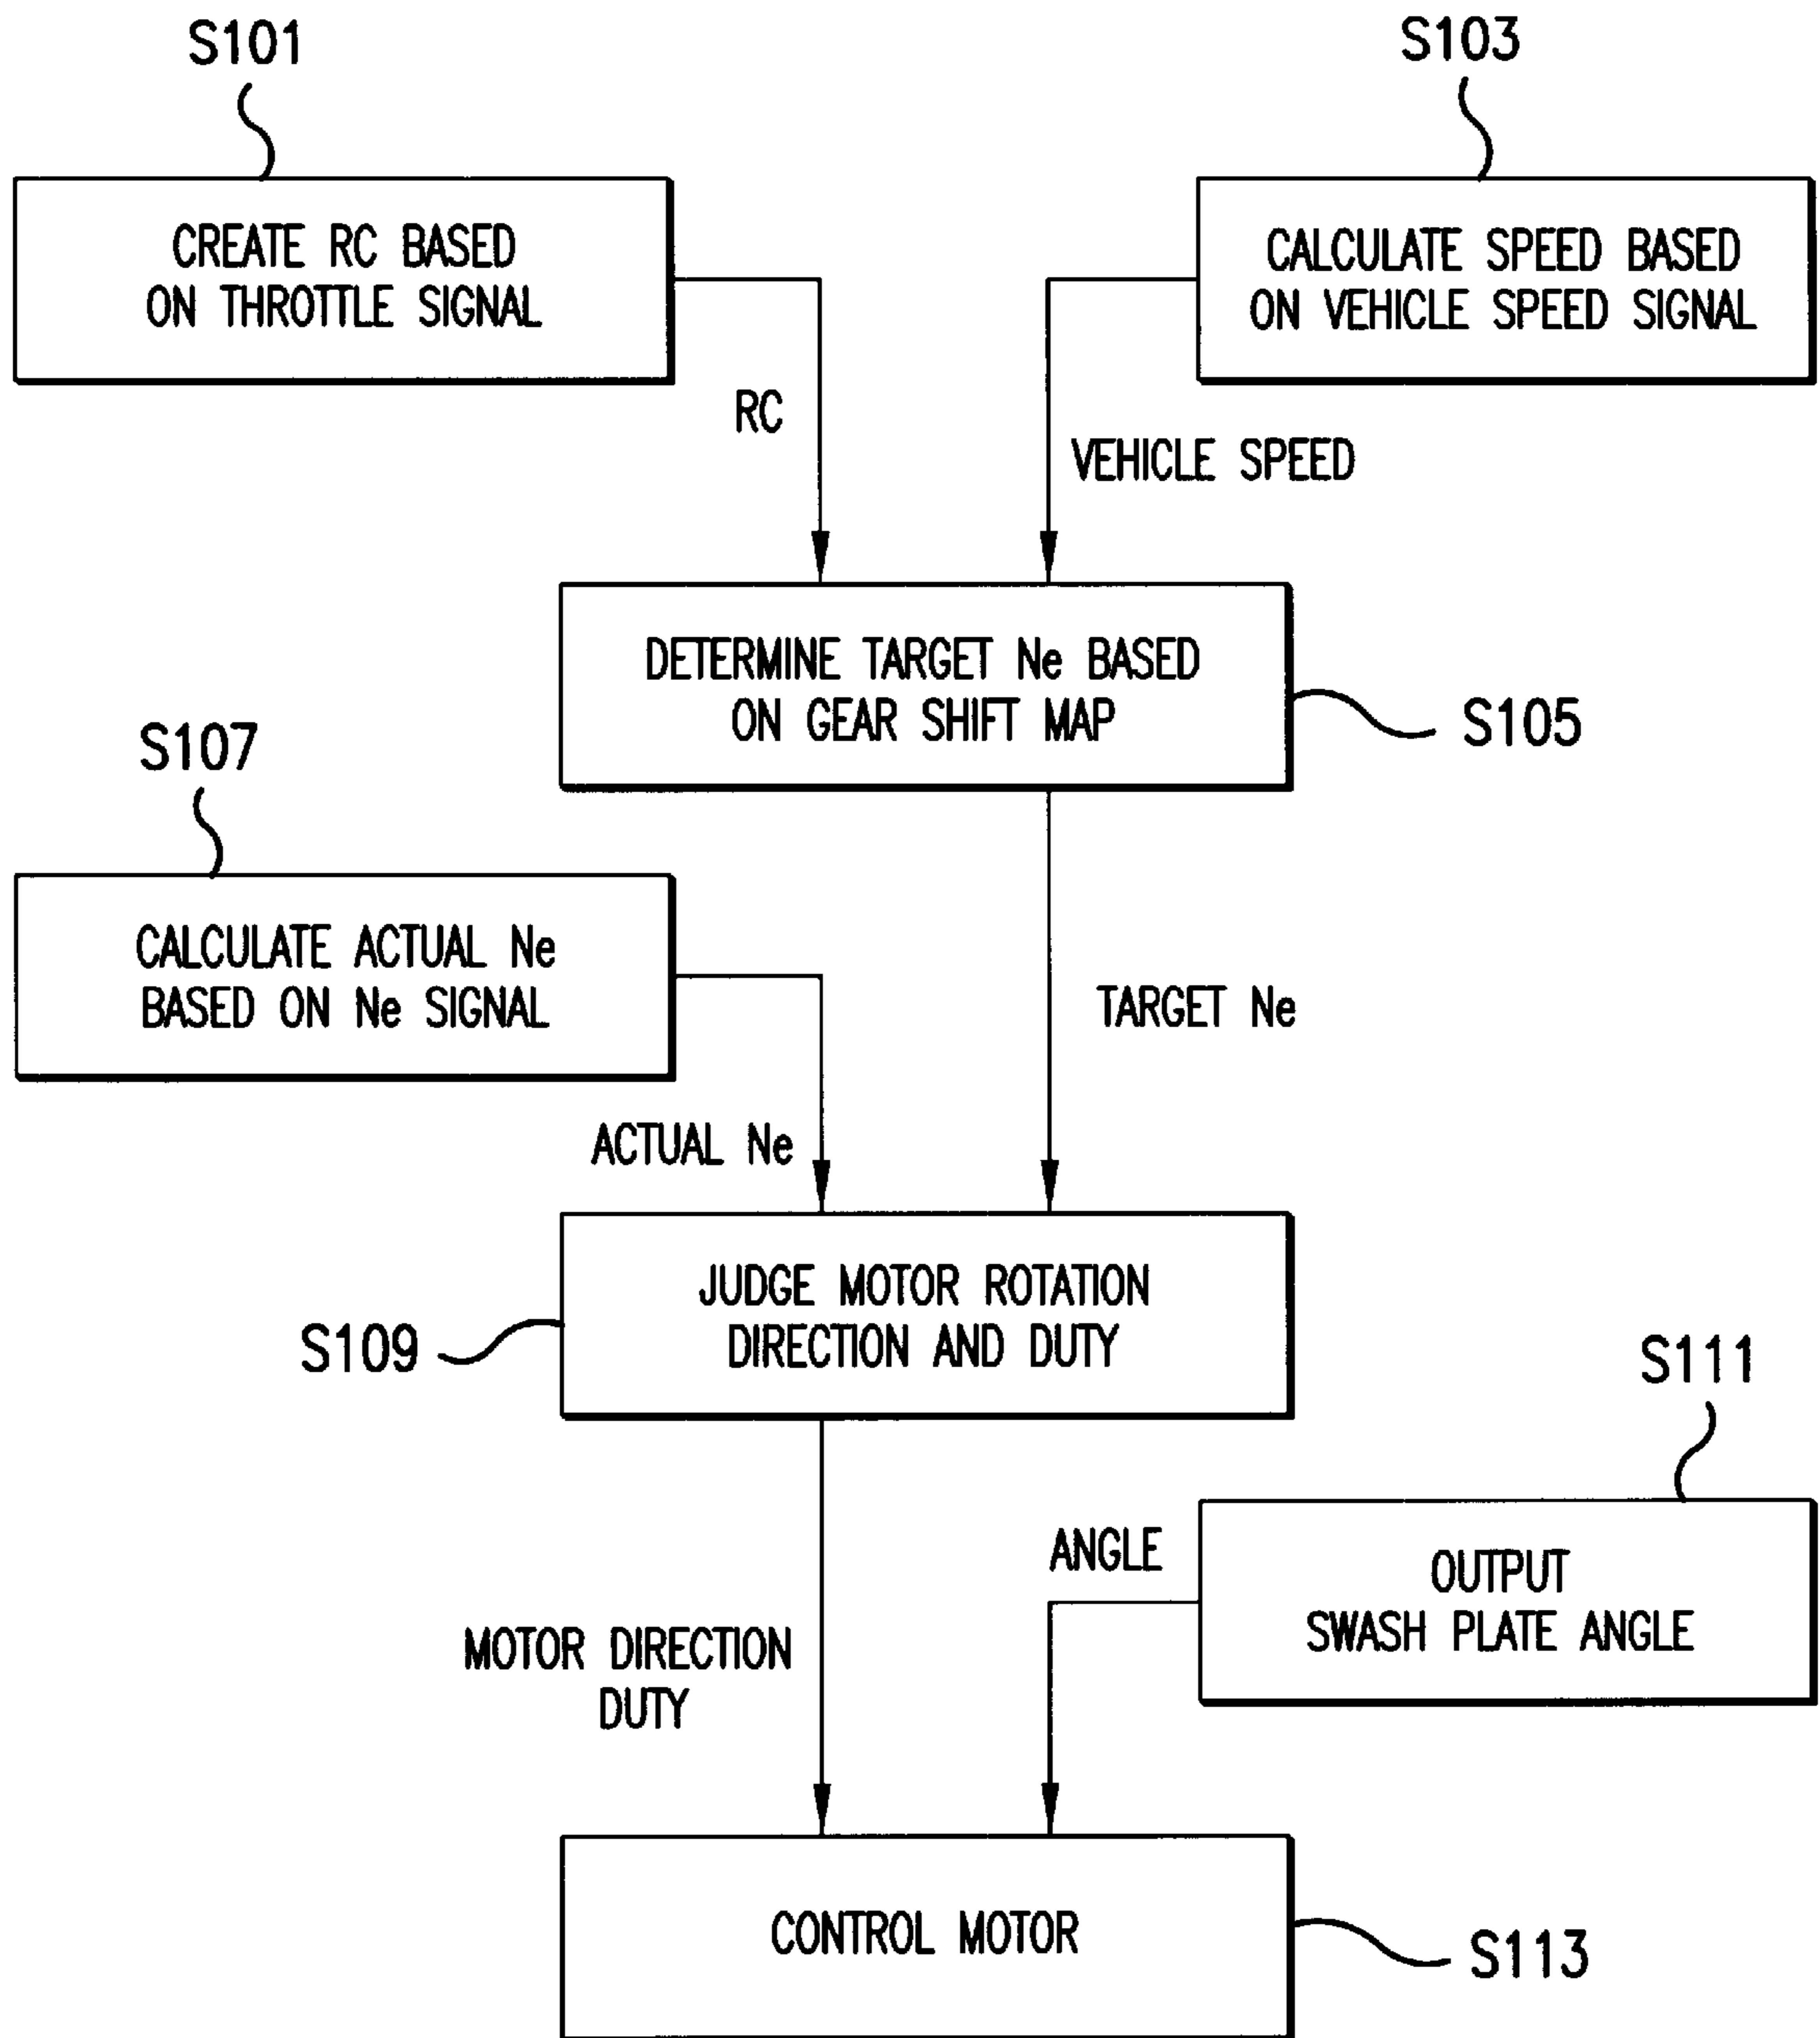 S101
S103
CREATE RC BASED
ON THROTTLE SIGNAL
CALCULATE SPEED BASED
ON VEHICLE SPEED SIGNAL
RC
VEHICLE SPEED
DETERMINE TARGET Ne BASED
ON GEAR SHIFT MAP
S105
S107
CALCULATE ACTUAL Ne
BASED ON Ne SIGNAL
TARGET Ne
ACTUAL Ne
JUDGE MOTOR ROTATION
DIRECTION AND DUTY
S109
S111
ANGLE
OUTPUT
SWASH PLATE ANGLE
MOTOR DIRECTION
DUTY
CONTROL MOTOR
S113